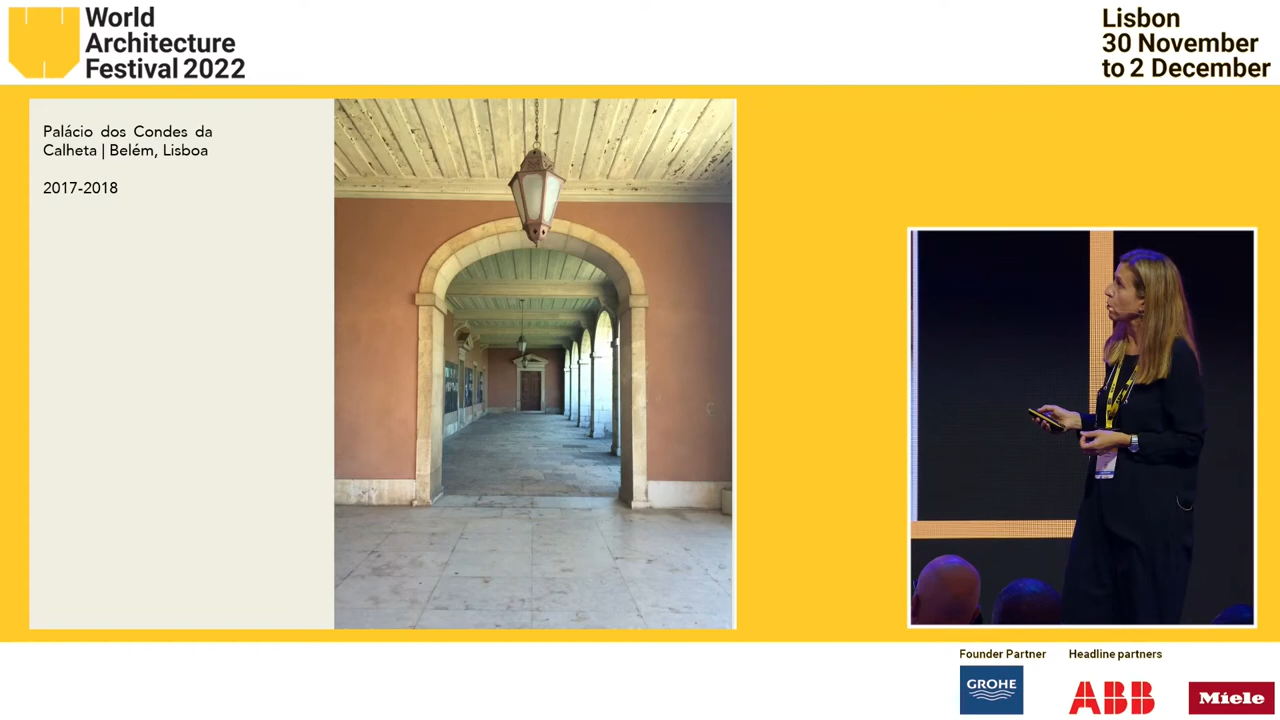 World
Architecture
Festival 2022
Lisbon
30 November
to 2 December
Palácio dos Condes da
Calheta | Belém, Lisboa
2017-2018
Founder Partner
Headline partners
GROHE
ABB
Miele